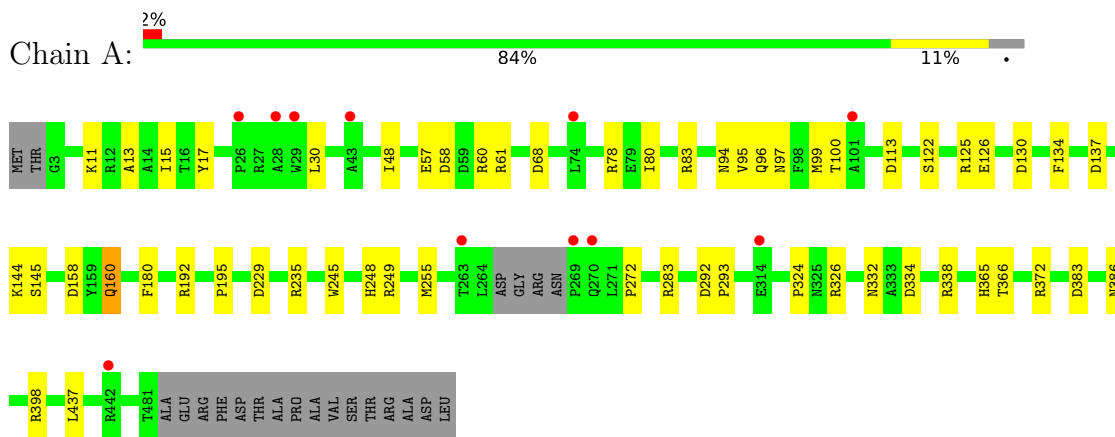 2%
Chain A:
84% 11% •
MET THR G3 K11 R12 A13 A14 I15 T16 Y17 P26 R27 A28 W29 L30 A43 I48 E57 D58 D59 R60 R61 D68 L74 R78 E79 I80 R83 N94 V95 Q96 N97 F98 M99 T100 A101 D113 S122 R125 E126 D130 F134 D137
K144 S145 D158 Y159 Q160 F180 R192 P195 D229 R235 W245 H248 R249 M255 T263 L264 ASP GLY ARG ASN P269 Q270 L271 P272 R283 D292 P293 E314 P324 N325 R326 N332 A333 D334 R338 H365 T366 R372 D383 N386
R398 L437 R442 T481 ALA GLU ARG PHE ASP THR ALA PRO ALA VAL SER THR ARG ALA ASP LEU